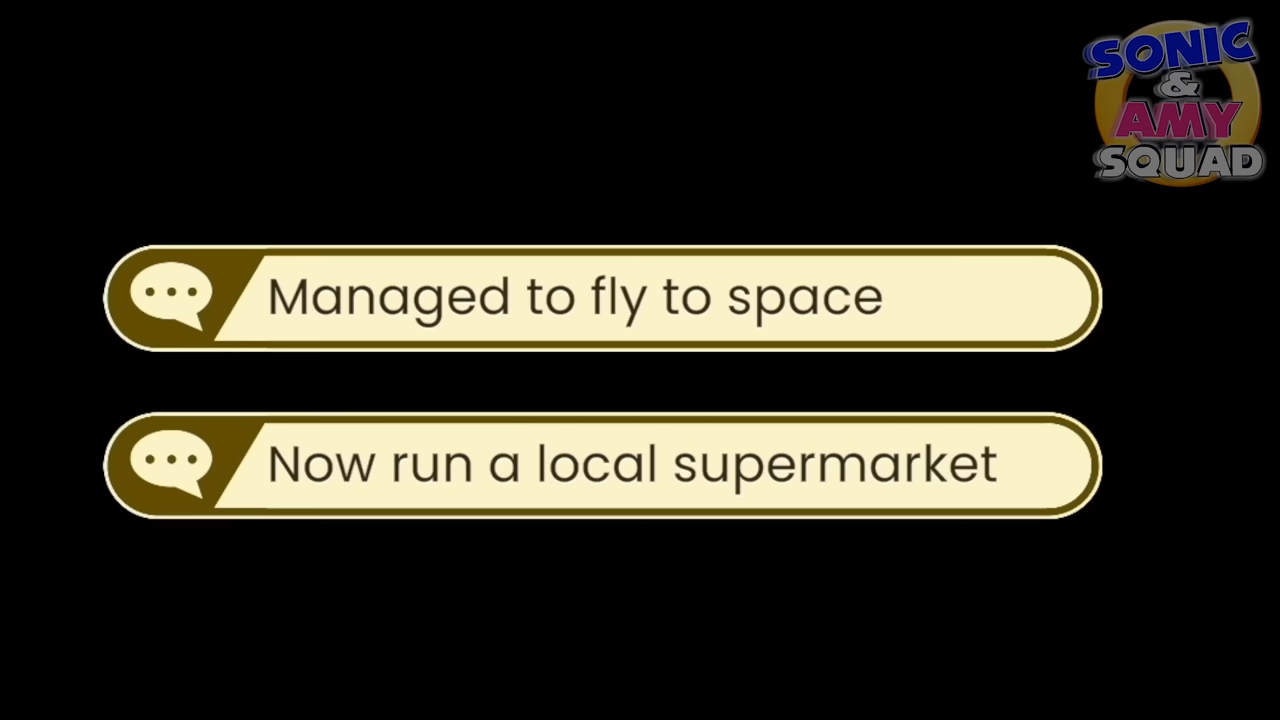 SONIC
&
AMY
SQUAD
Managed to fly to space
Now run a local supermarket